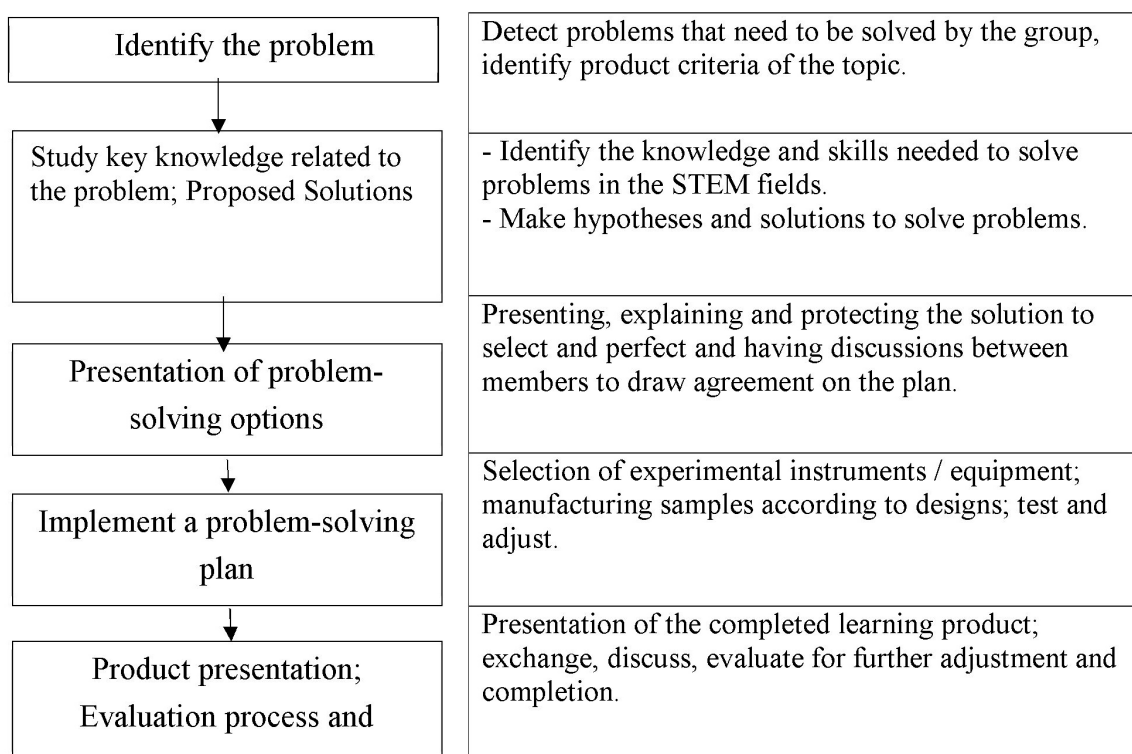 Identify the problem
Detect problems that need to be solved by the group,
identify product criteria of the topic.
Study key knowledge related to
the problem; Proposed Solutions
- Identify the knowledge and skills needed to solve
problems in the STEM fields.
- Make hypotheses and solutions to solve problems.
Presentation of problem-
solving options
Presenting, explaining and protecting the solution to
select and perfect and having discussions between
members to draw agreement on the plan.
Implement a problem-solving
plan
Selection of experimental instruments / equipment;
manufacturing samples according to designs; test and
adjust.
Product presentation;
Evaluation process and
Presentation of the completed learning product;
exchange, discuss, evaluate for further adjustment and
completion.